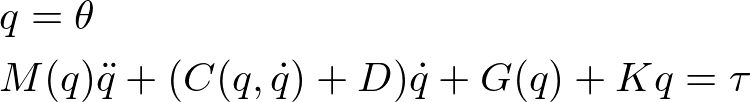 q = θ
M(q)q̈ + (C(q, q̇) + D)q̇ + G(q) + Kq = τ